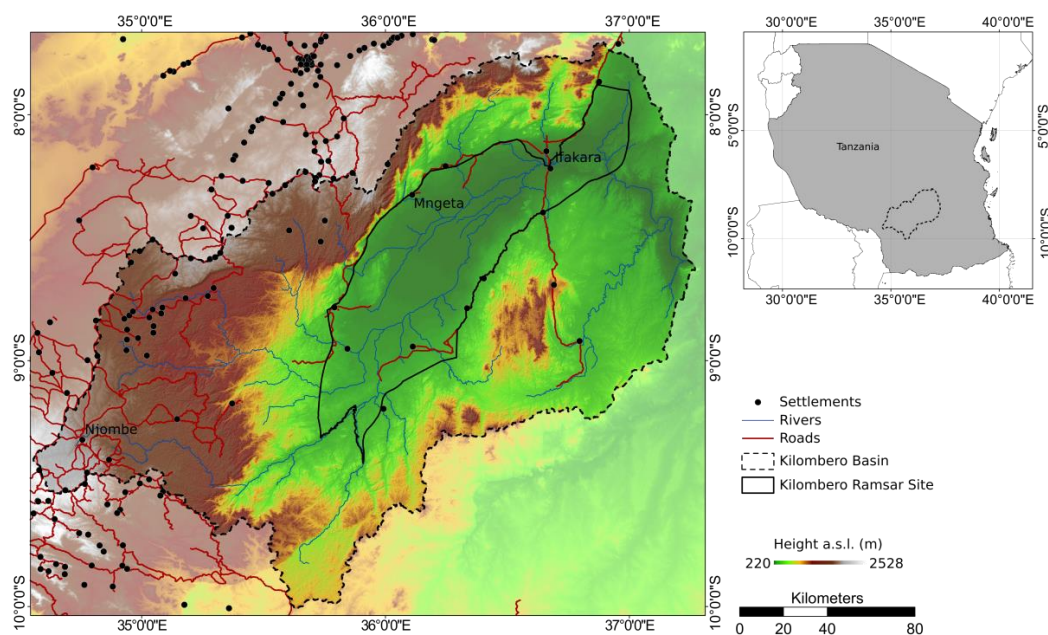 35°0'0"E 36°0'0"E 37°0'0"E
8°0'0"S
9°0'0"S
10°0'0"S
Ifakara
Mngeta
Njombe
8°0'0"S
9°0'0"S
10°0'0"S
35°0'0"E 36°0'0"E 37°0'0"E
30°0'0"E 35°0'0"E 40°0'0"E
5°0'0"S
10°0'0"S
Tanzania
5°0'0"S
10°0'0"S
30°0'0"E 35°0'0"E 40°0'0"E
Settlements
Rivers
Roads
Kilombero Basin
Kilombero Ramsar Site
Height a.s.l. (m)
220 2528
Kilometers
0 20 40 80